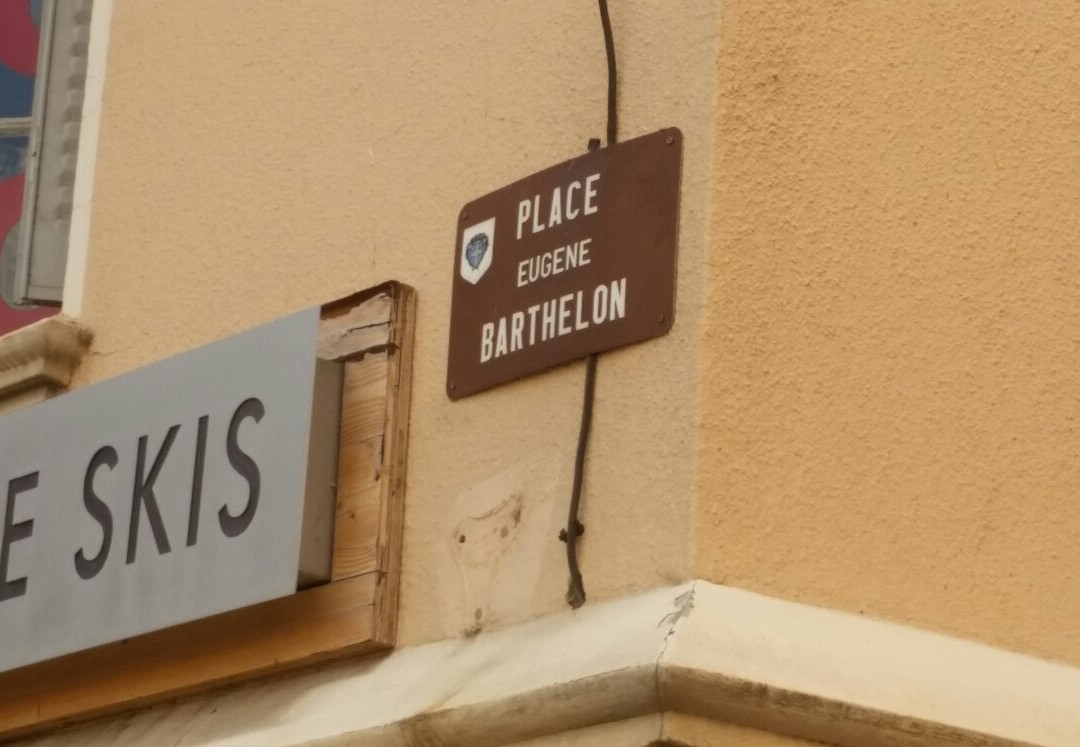 PLACE
EUGENE
BARTHELON
E SKIS